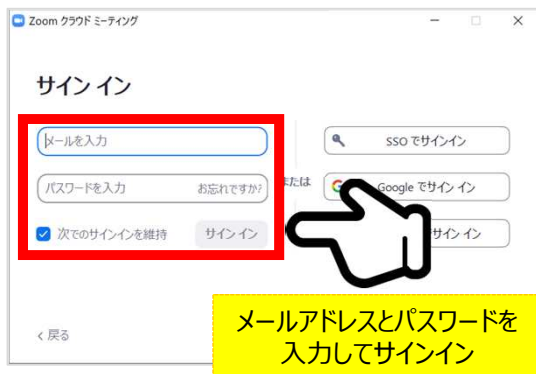 Zoom クラウド ミーティング
サイン イン
メールを入力
パスワードを入力 お忘れですか?
次でのサインインを維持 サイン イン
または
SSO でサインイン
Google でサイン イン
でサイン イン
< 戻る
メールアドレスとパスワードを
入力してサインイン